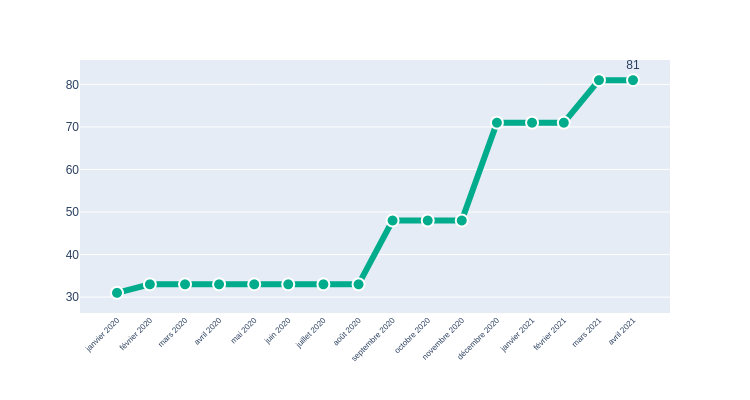 81
80
70
60
50
40
30
janvier 2020
février 2020
mars 2020
avril 2020
mai 2020
juin 2020
juillet 2020
août 2020
septembre 2020
octobre 2020
novembre 2020
décembre 2020
janvier 2021
février 2021
mars 2021
avril 2021